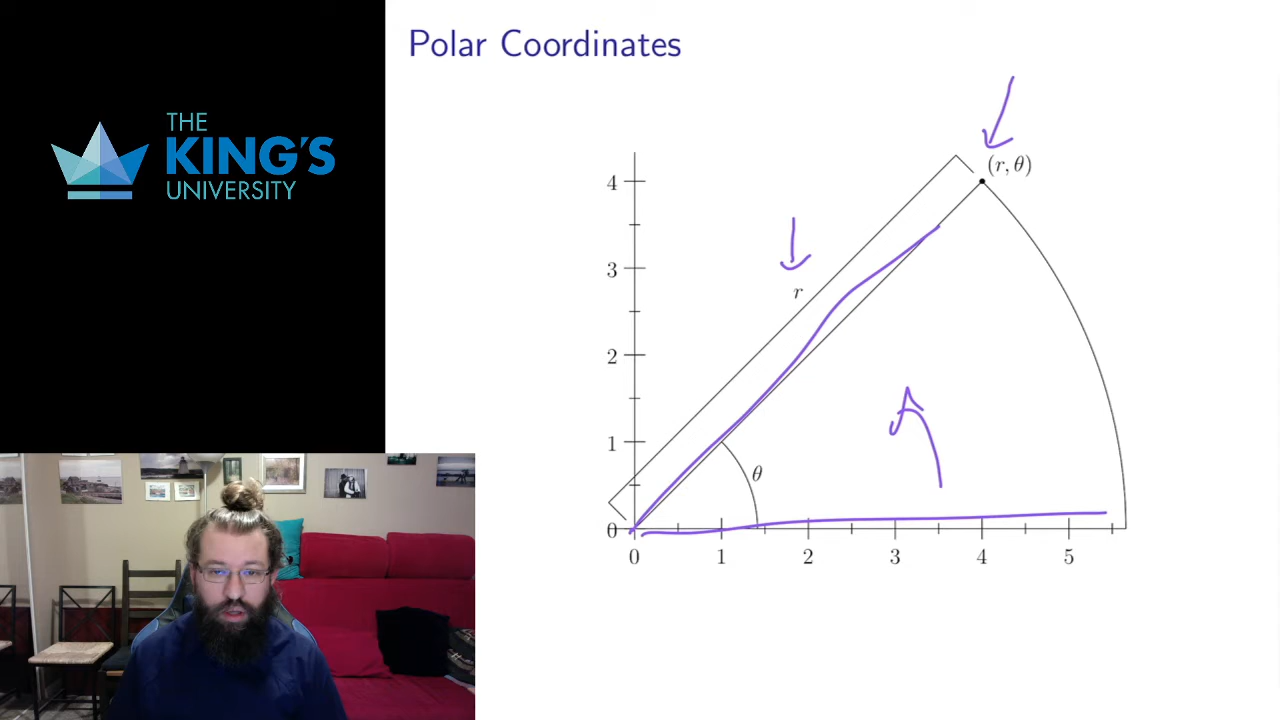 THE
KING'S
UNIVERSITY
Polar Coordinates
(r, θ)
4
3
r
2
1
θ
0
0 1 2 3 4 5